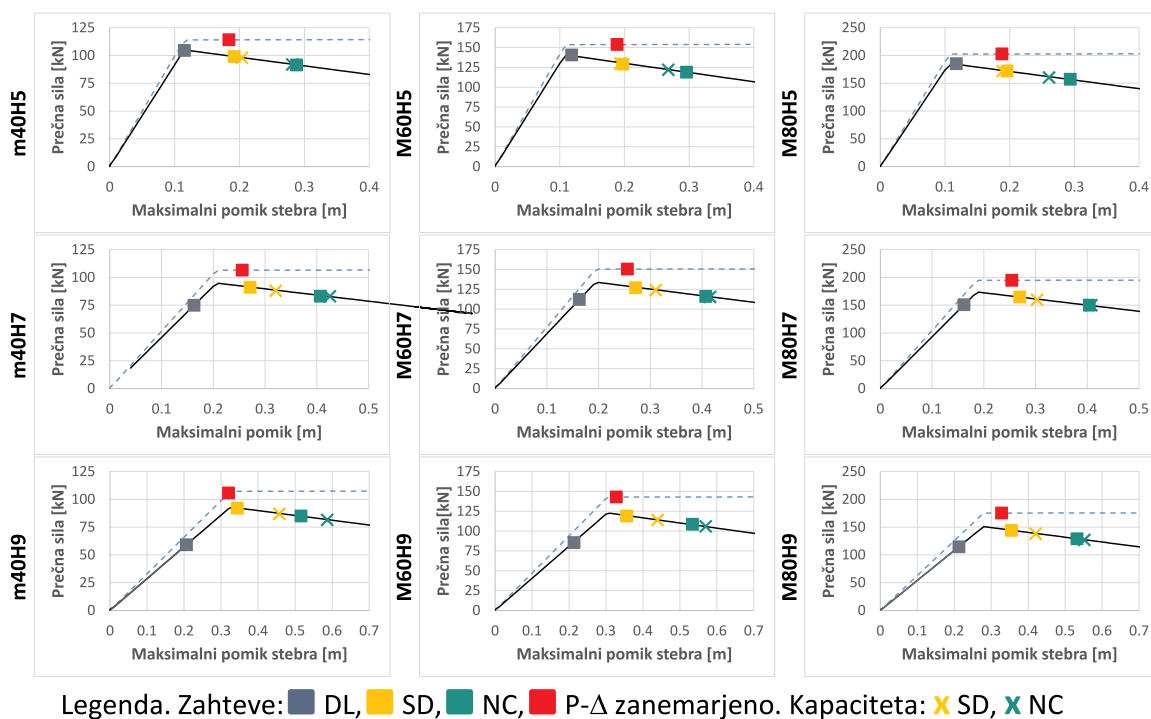 m40H5
Prečna sila [kN]
125
100
75
50
25
0
0 0.1 0.2 0.3 0.4
Maksimalni pomik stebra [m]
M60H5
Prečna sila [kN]
175
150
125
100
75
50
25
0
0 0.1 0.2 0.3 0.4
Maksimalni pomik stebra [m]
M80H5
Prečna sila [kN]
250
200
150
100
50
0
0 0.1 0.2 0.3 0.4
Maksimalni pomik stebra [m]
m40H7
Prečna sila [kN]
125
100
75
50
25
0
0 0.1 0.2 0.3 0.4 0.5
Maksimalni pomik [m]
M60H7
Prečna sila [kN]
175
150
125
100
75
50
25
0
0 0.1 0.2 0.3 0.4 0.5
Maksimalni pomik stebra [m]
M80H7
Prečna sila [kN]
250
200
150
100
50
0
0 0.1 0.2 0.3 0.4 0.5
Maksimalni pomik stebra [m]
m40H9
Prečna sila [kN]
125
100
75
50
25
0
0 0.1 0.2 0.3 0.4 0.5 0.6 0.7
Maksimalni pomik stebra [m]
M60H9
Prečna sila[kN]
175
150
125
100
75
50
25
0
0 0.1 0.2 0.3 0.4 0.5 0.6 0.7
Maksimalni pomik stebra [m]
M80H9
Prečna sila [kN]
250
200
150
100
50
0
0 0.1 0.2 0.3 0.4 0.5 0.6 0.7
Maksimalni pomik stebra [m]
Legenda. Zahteve: DL, SD, NC, P-Δ zanemarjeno. Kapaciteta: x SD, x NC